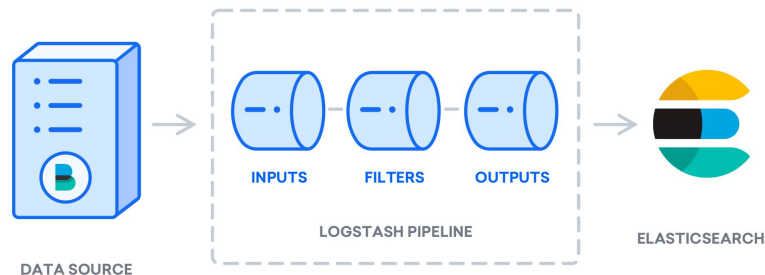 INPUTS
FILTERS
OUTPUTS
LOGSTASH PIPELINE
ELASTICSEARCH
DATA SOURCE